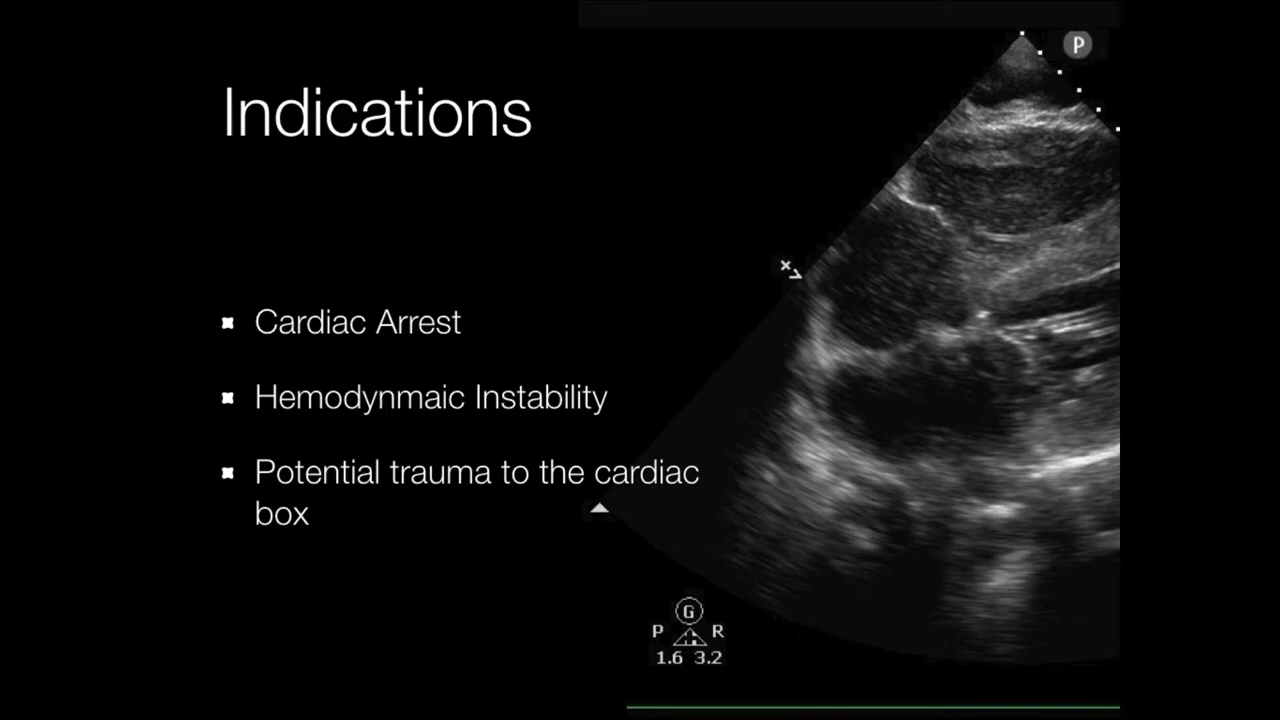 P
Indications
Cardiac Arrest
Hemodynmaic Instability
Potential trauma to the cardiac
box
G
P R
1.6 3.2